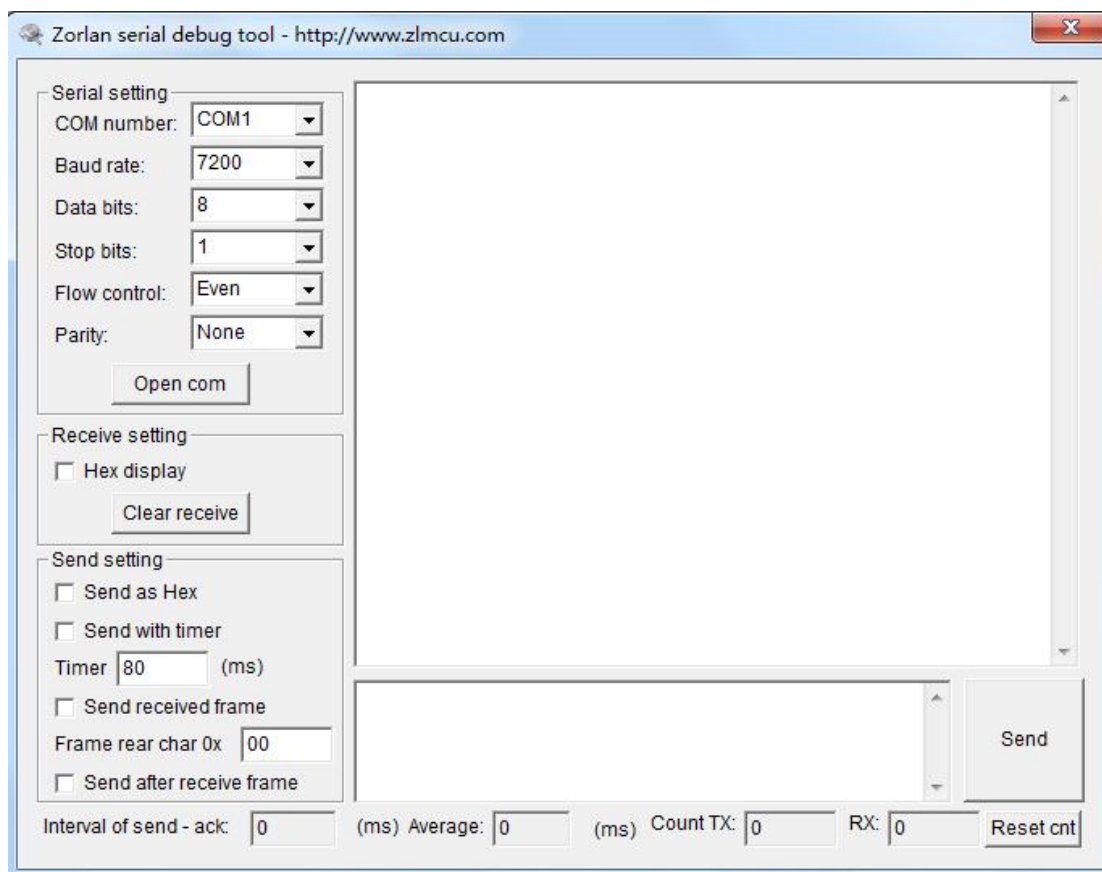 Zorlan serial debug tool - http://www.zlmcu.com
Serial setting
COM number: COM1
Baud rate: 7200
Data bits: 8
Stop bits: 1
Flow control: Even
Parity: None
Open com
Receive setting
Hex display
Clear receive
Send setting
Send as Hex
Send with timer
Timer 80 (ms)
Send received frame
Frame rear char 0x 00
Send after receive frame
Send
Interval of send - ack: 0 (ms) Average: 0 (ms) Count TX: 0 RX: 0 Reset cnt